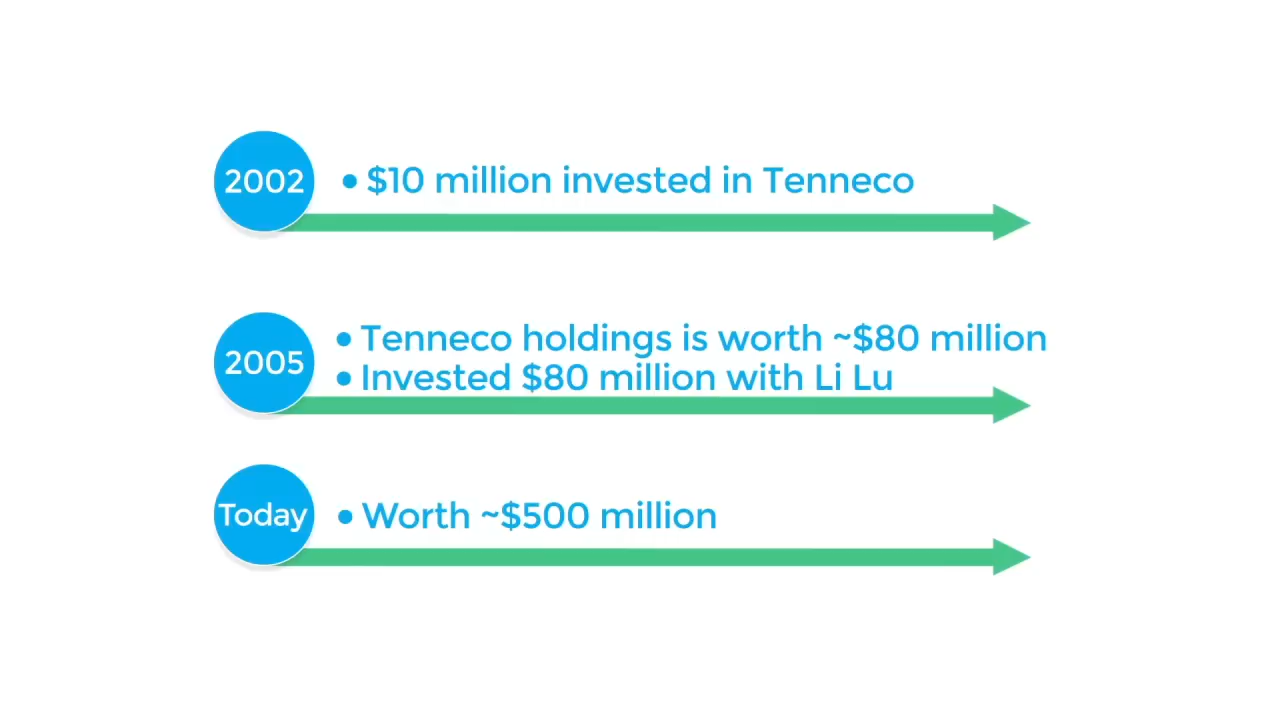 2002
• $10 million invested in Tenneco
2005
• Tenneco holdings is worth ~$80 million
• Invested $80 million with Li Lu
Today
• Worth ~$500 million